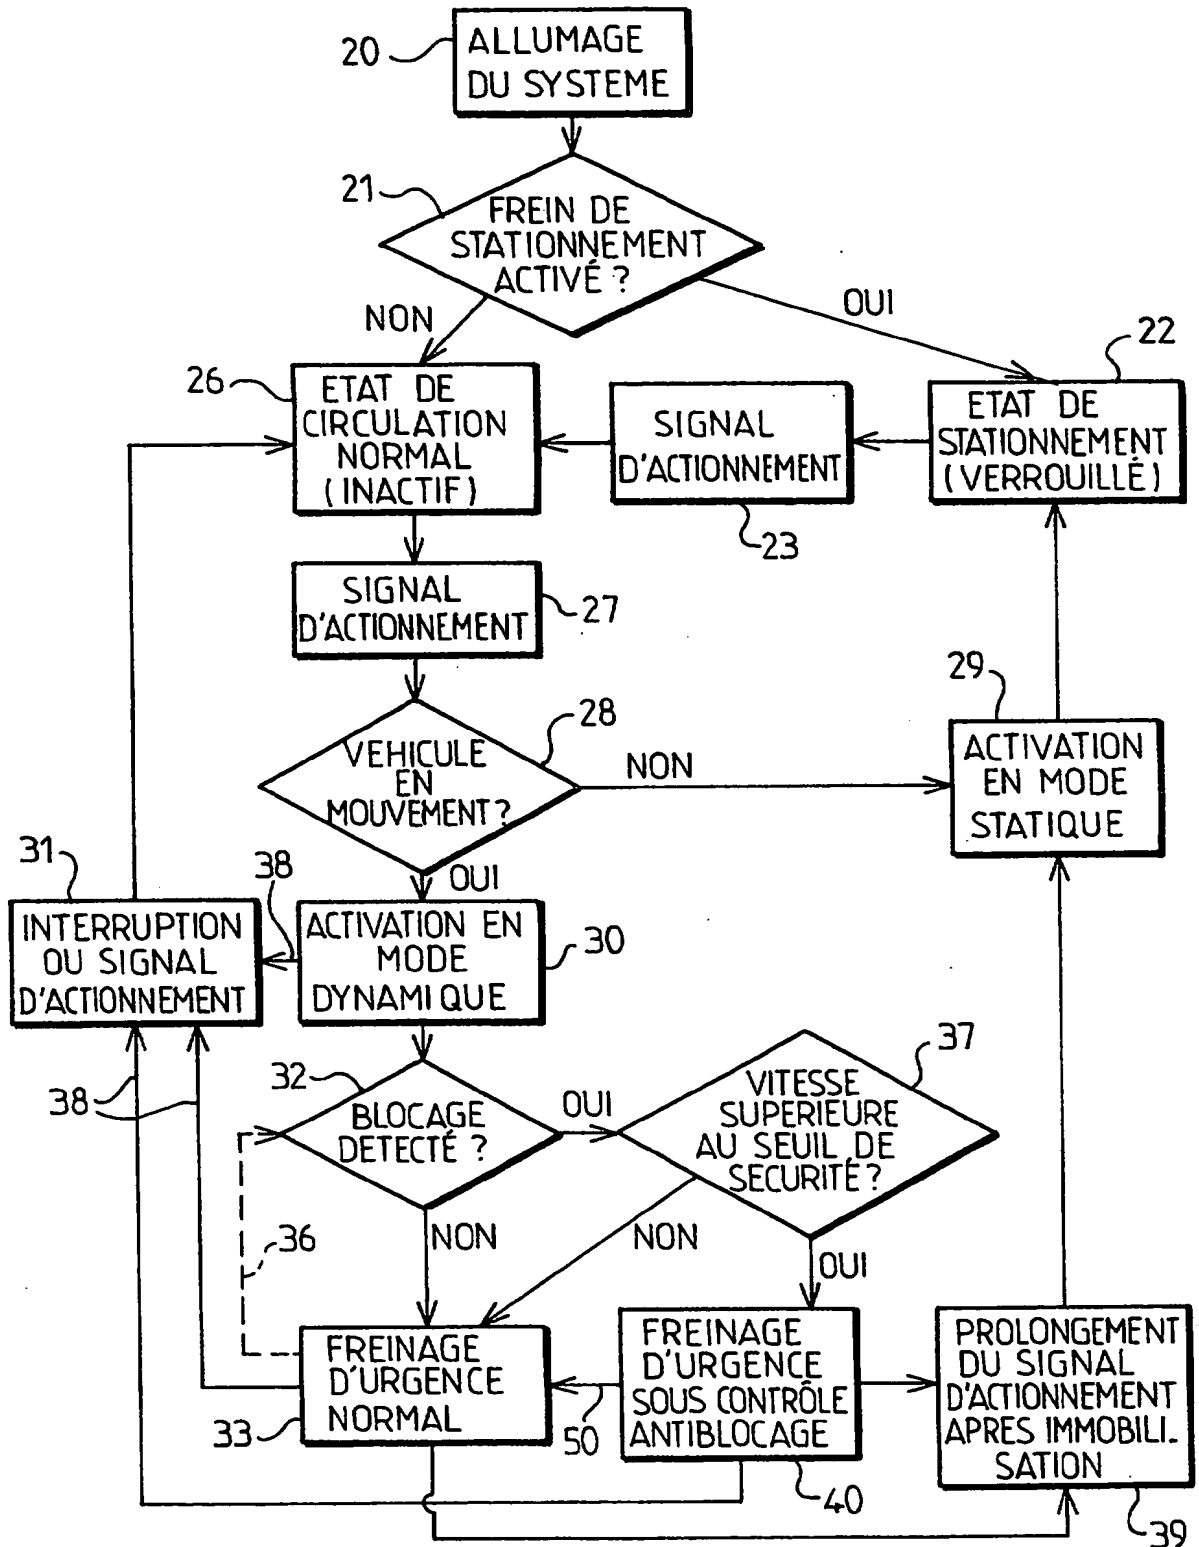 20
ALLUMAGE
DU SYSTEME
21
FREIN DE
STATIONNEMENT
ACTIVÉ ?
NON
OUI
22
26
ETAT DE
CIRCULATION
NORMAL
(INACTIF)
SIGNAL
D'ACTIONNEMENT
23
ETAT DE
STATIONNEMENT
(VERROUILLÉ)
SIGNAL
D'ACTIONNEMENT
27
28
VEHICULE
EN
MOUVEMENT ?
NON
OUI
29
ACTIVATION
EN MODE
STATIQUE
31
INTERRUPTION
OU SIGNAL
D'ACTIONNEMENT
38
ACTIVATION EN
MODE
DYNAMIQUE
30
38
32
BLOCAGE
DETECTÉ ?
OUI
NON
37
VITESSE
SUPERIEURE
AU SEUIL DE
SECURITÉ ?
NON
OUI
36
FREINAGE
D'URGENCE
NORMAL
33
50
FREINAGE
D'URGENCE
SOUS CONTRÔLE
ANTIBLOCAGE
40
PROLONGEMENT
DU SIGNAL
D'ACTIONNEMENT
APRES IMMOBILI-
SATION
39